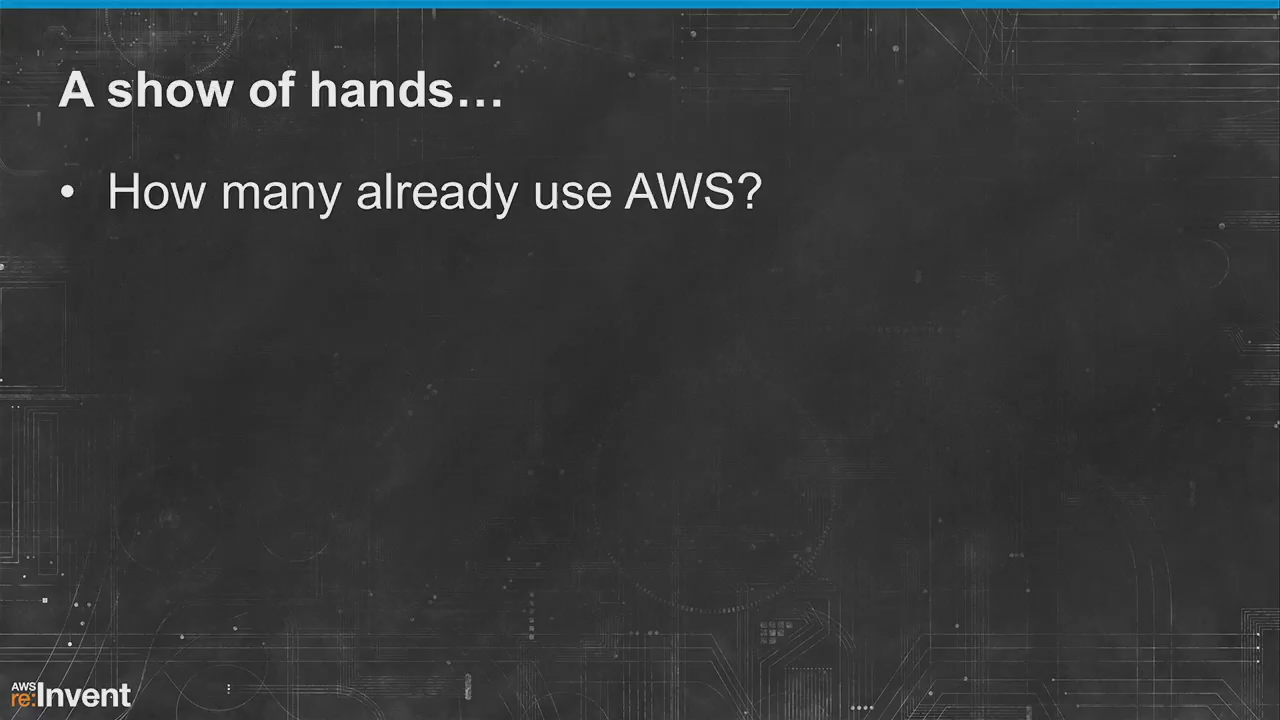 A show of hands…
• How many already use AWS?
AWS
re:Invent